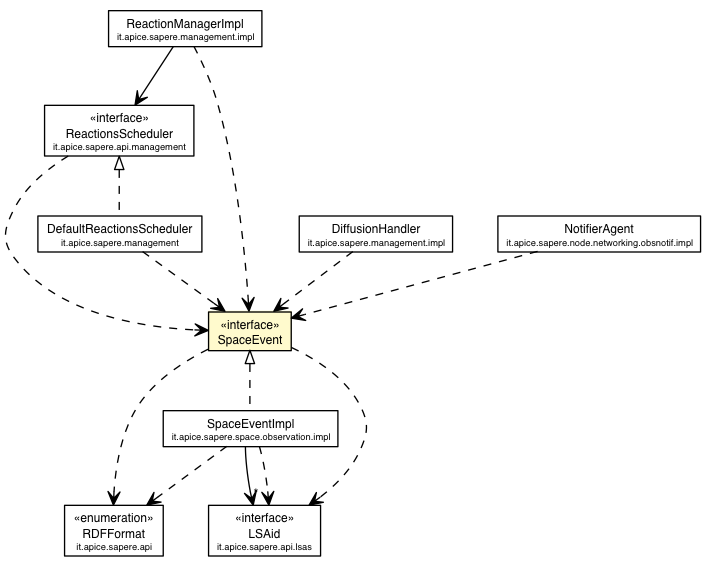 ReactionManagerImpl
it.apice.sapere.management.impl
«interface»
ReactionsScheduler
it.apice.sapere.api.management
DefaultReactionsScheduler
it.apice.sapere.management
DiffusionHandler
it.apice.sapere.management.impl
NotifierAgent
it.apice.sapere.node.networking.obsnotif.impl
«interface»
SpaceEvent
SpaceEventImpl
it.apice.sapere.space.observation.impl
*
«enumeration»
RDFFormat
it.apice.sapere.api
«interface»
LSAid
it.apice.sapere.api.lsas